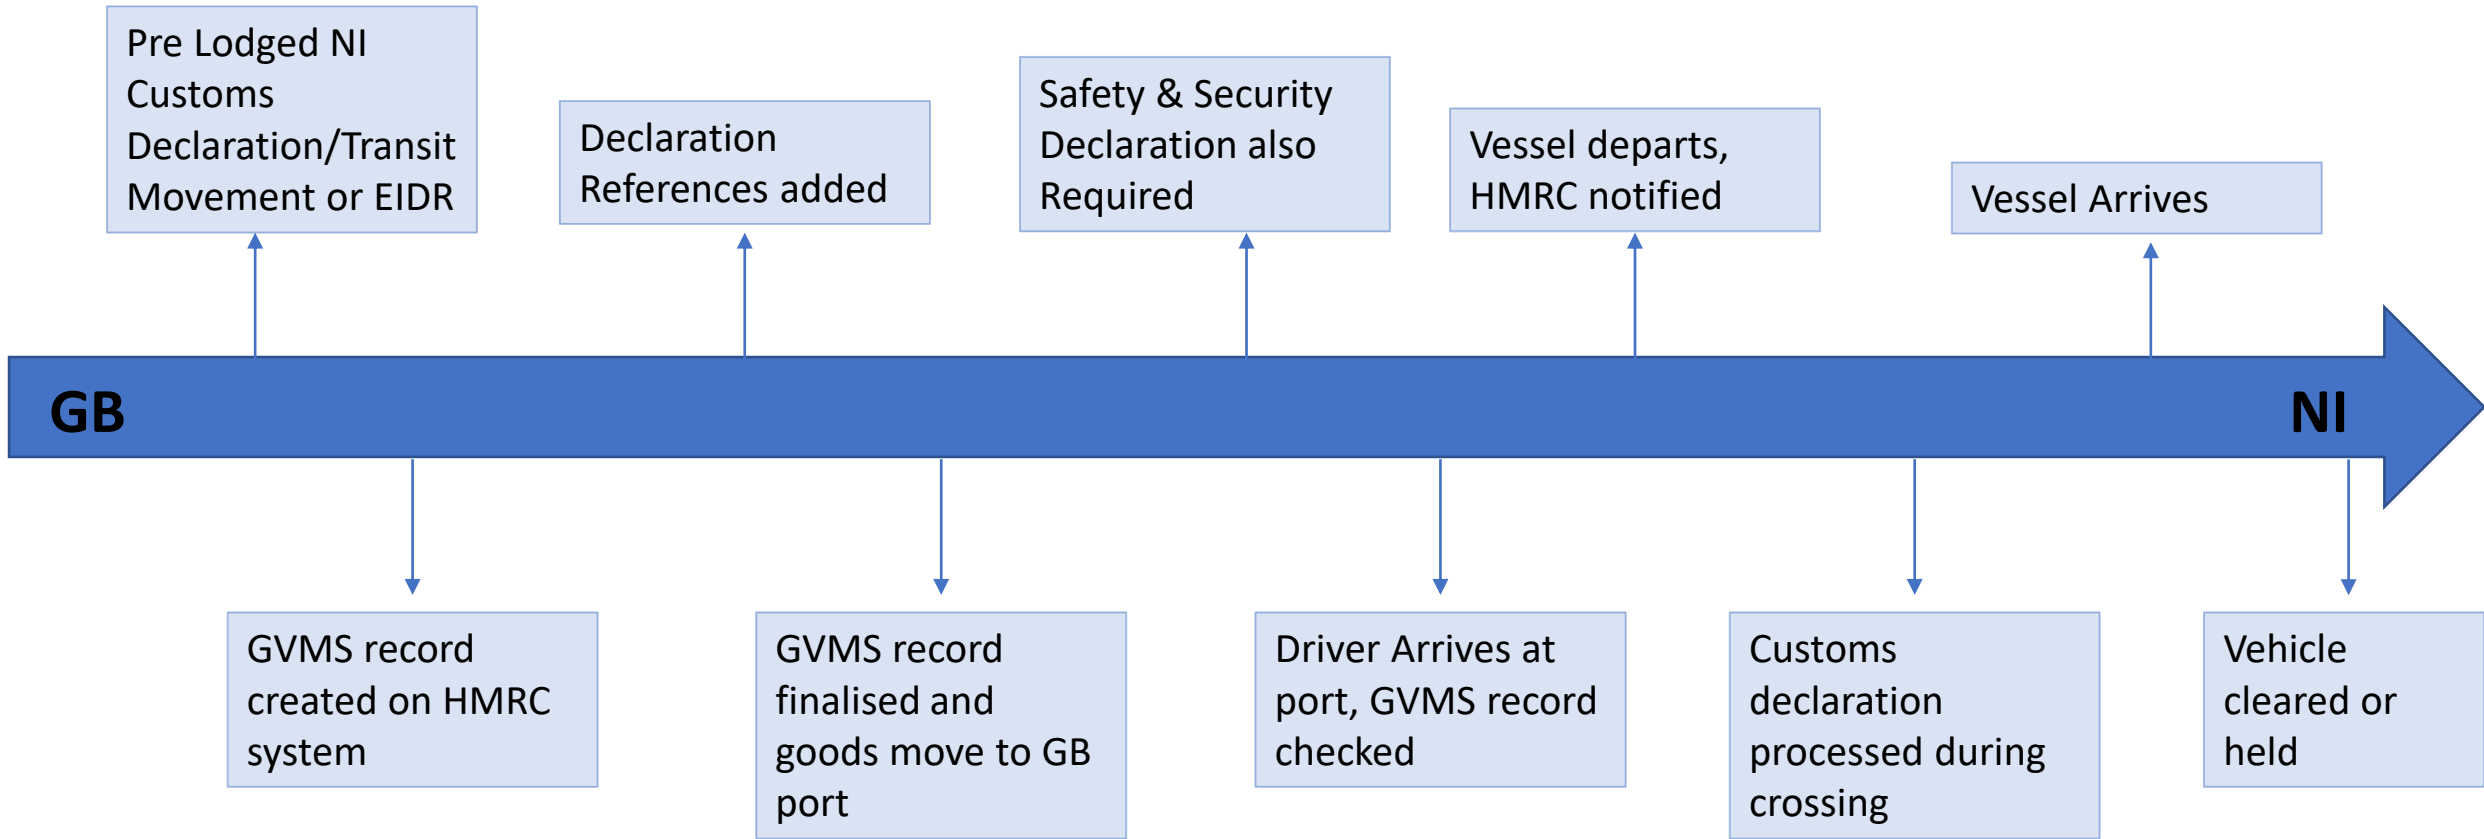 Pre Lodged NI
Customs
Declaration/Transit
Movement or EIDR
Declaration
References added
Safety & Security
Declaration also
Required
Vessel departs,
HMRC notified
Vessel Arrives
GB
NI
GVMS record
created on HMRC
system
GVMS record
finalised and
goods move to GB
port
Driver Arrives at
port, GVMS record
checked
Customs
declaration
processed during
crossing
Vehicle
cleared or
held